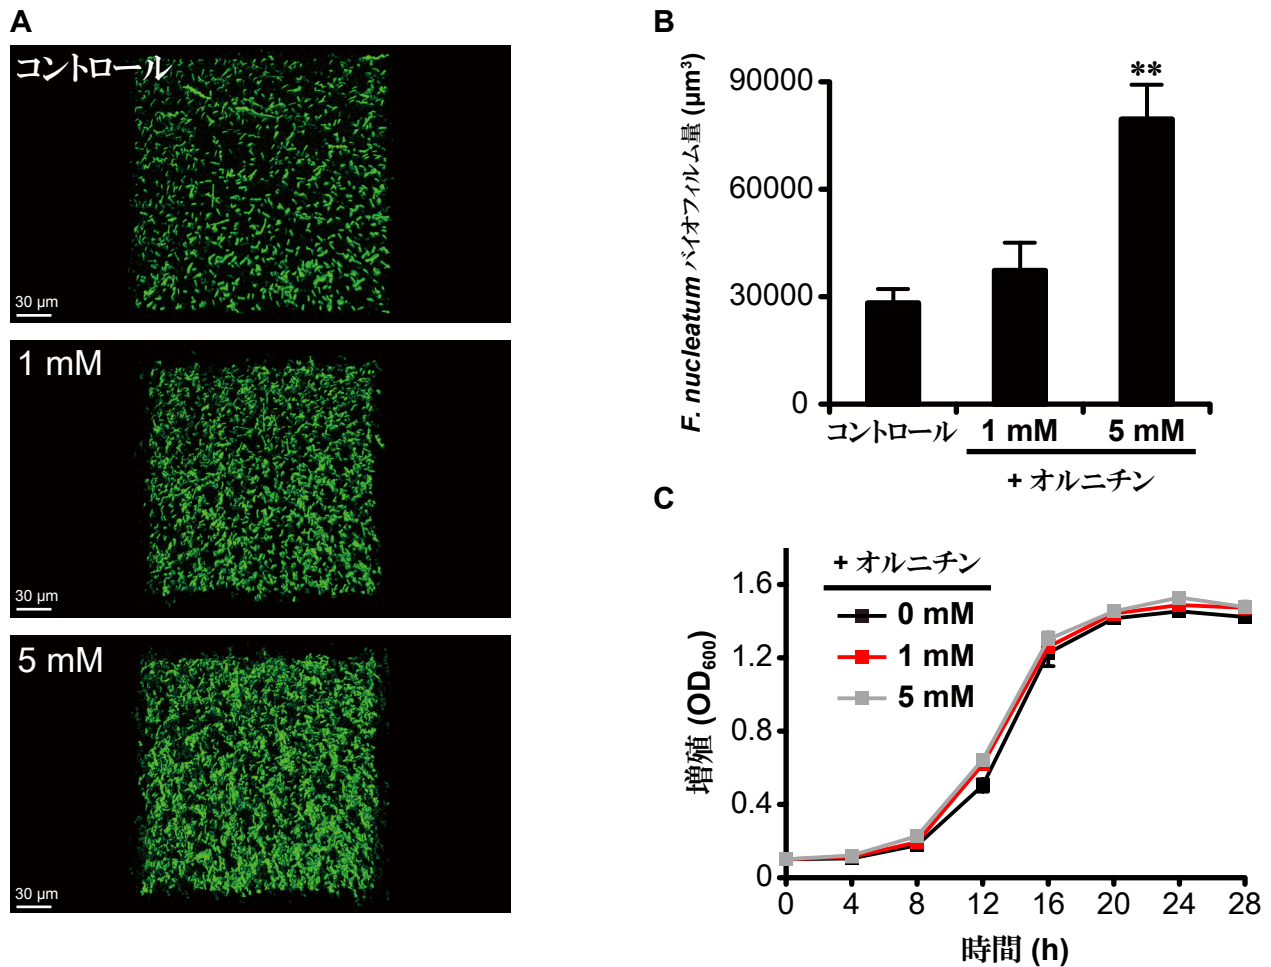 A
コントロール
30 µm
1 mM
30 µm
5 mM
30 µm
B
F. nucleatum バイオフィルム量 (µm³)
90000
60000
30000
0
**
コントロール 1 mM 5 mM
+ オルニチン
C
増殖 (OD₆₀₀)
1.6
1.2
0.8
0.4
0
+ オルニチン
0 mM
1 mM
5 mM
0 4 8 12 16 20 24 28
時間 (h)